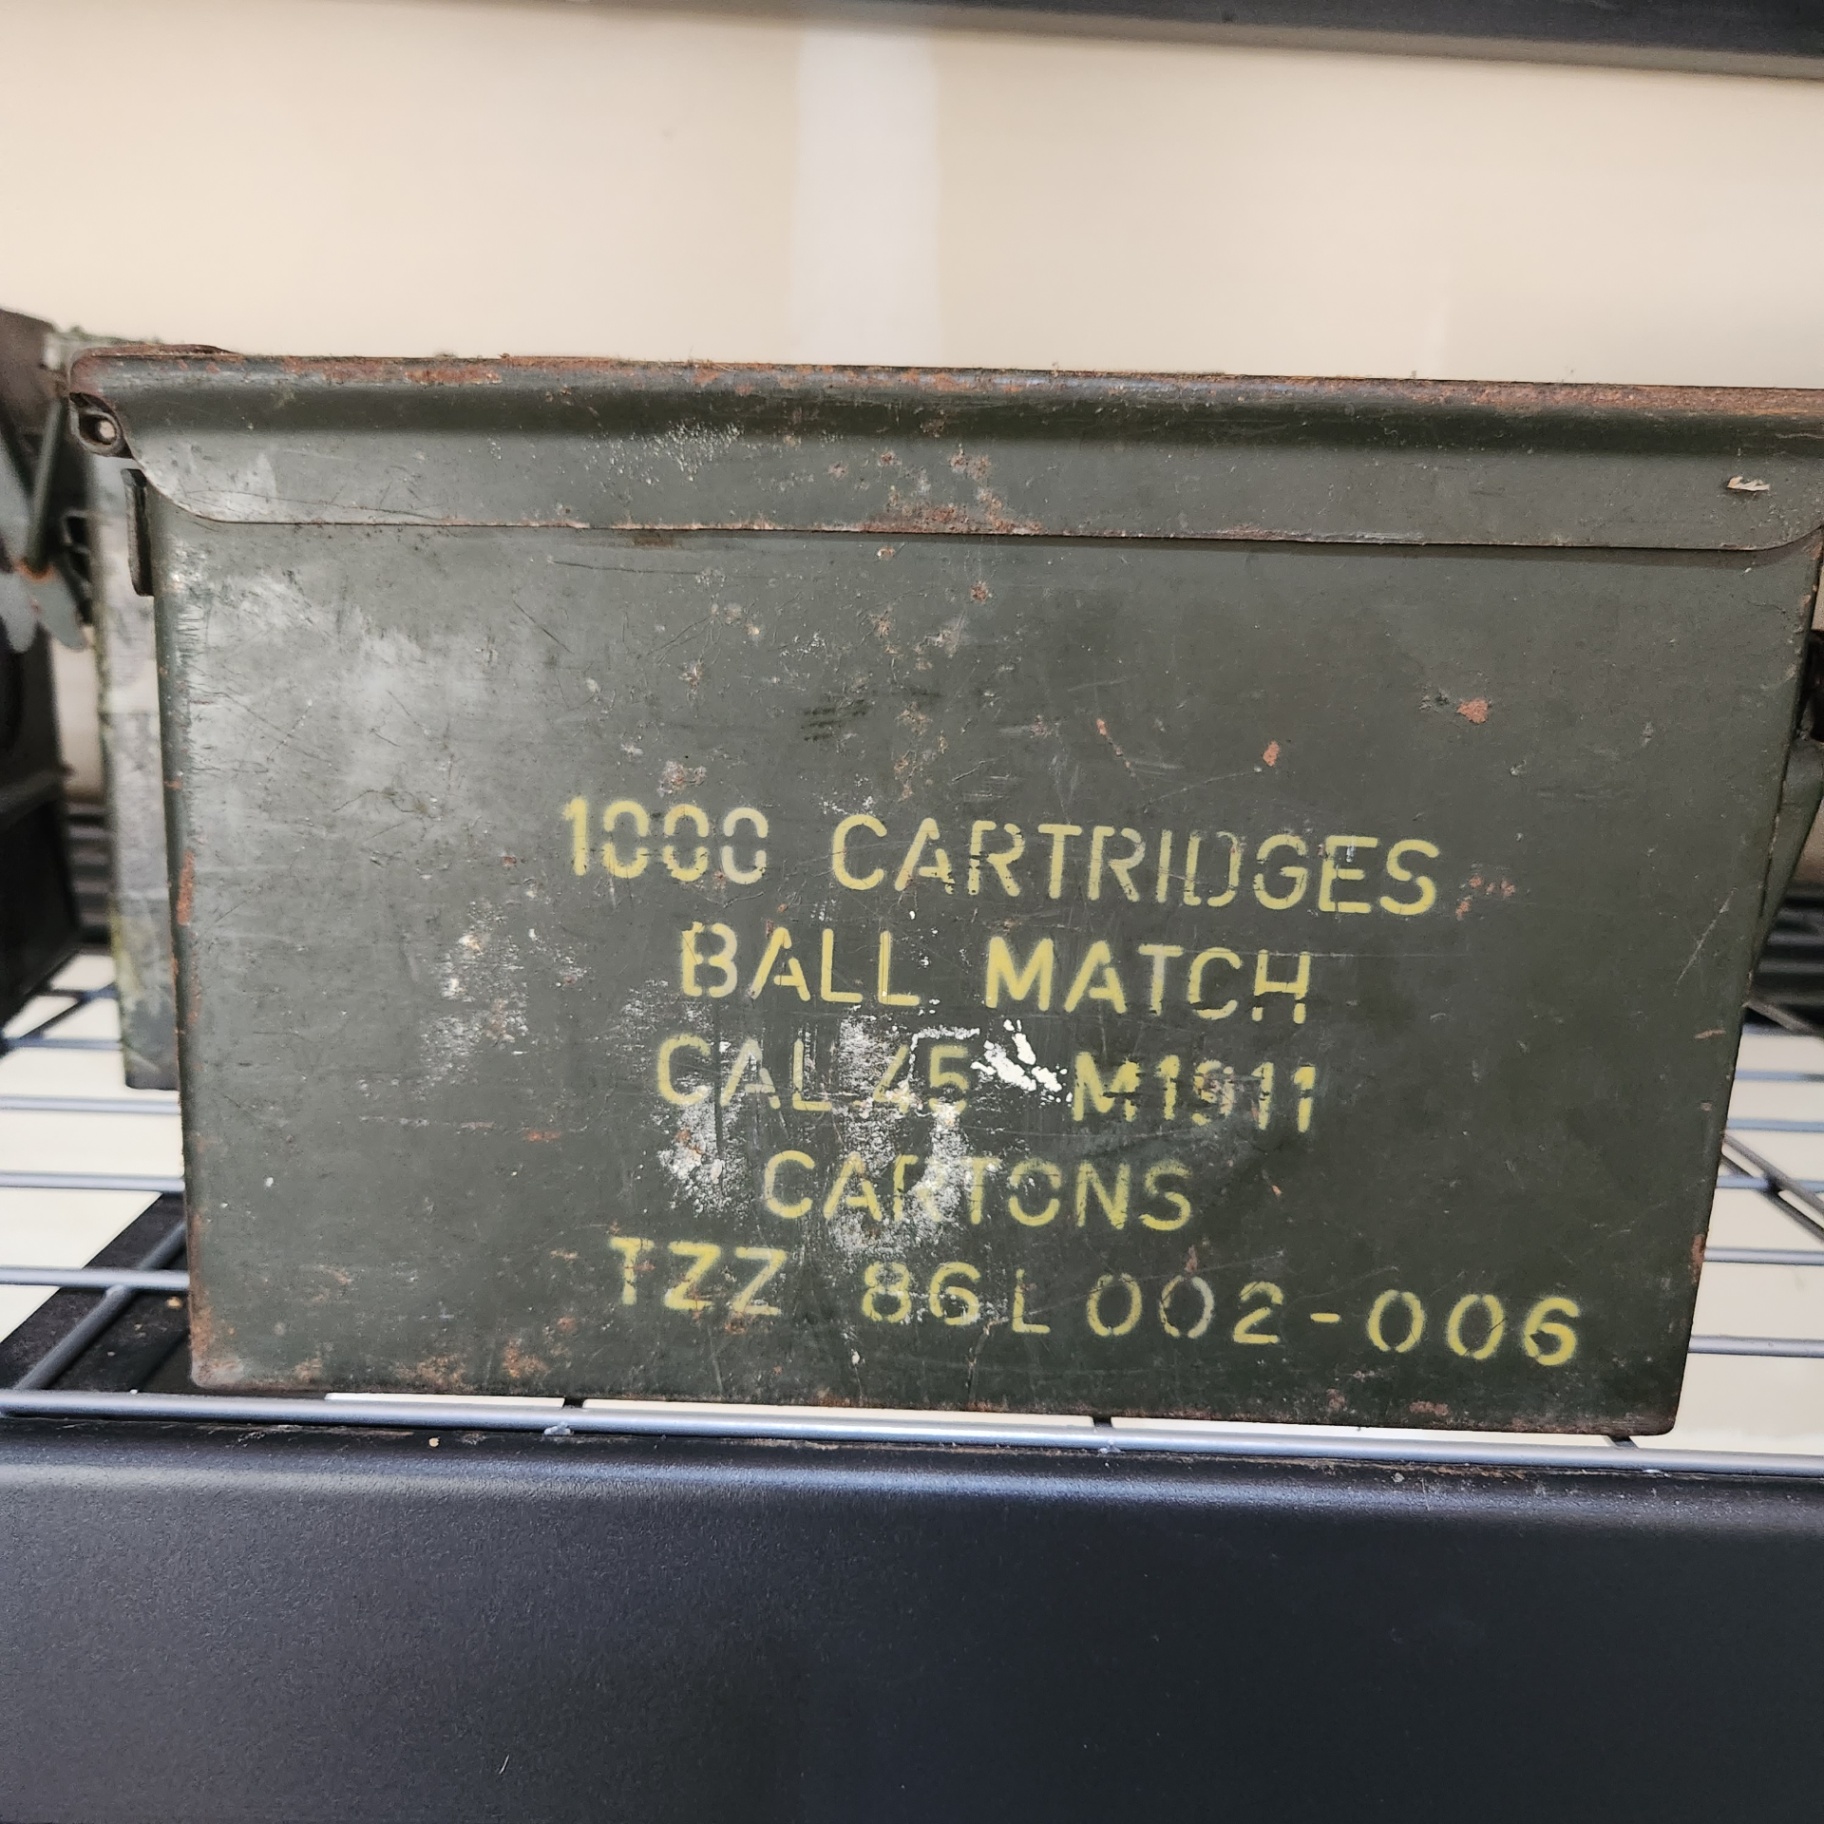 1000 CARTRIDGES
BALL MATCH
CAL .45 M1911
CARTONS
TZZ 86L002-006